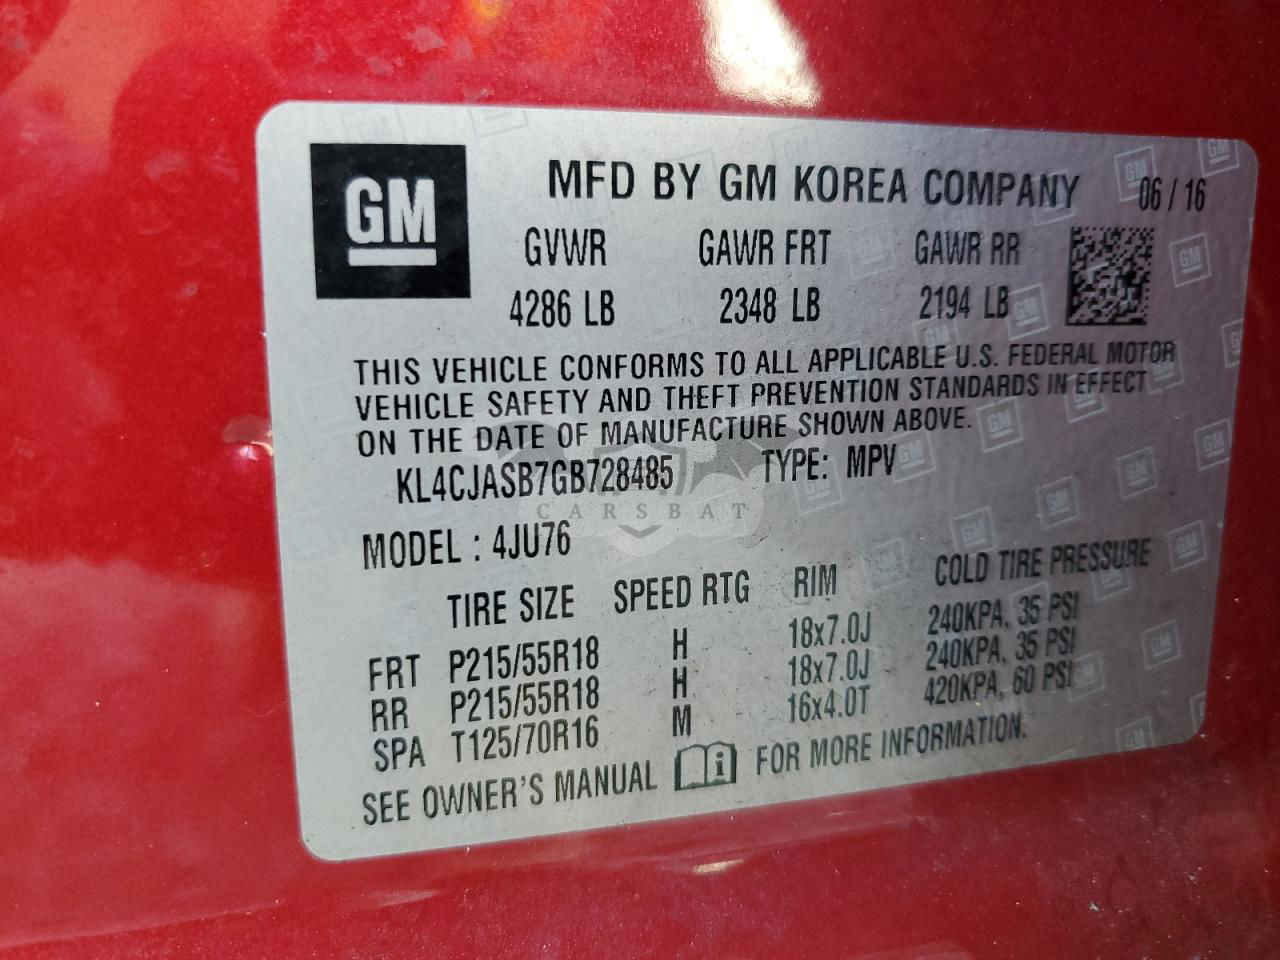 GM
MFD BY GM KOREA COMPANY 06 / 16
GVWR GAWR FRT GAWR RR
4286 LB 2348 LB 2194 LB
THIS VEHICLE CONFORMS TO ALL APPLICABLE U.S. FEDERAL MOTOR
VEHICLE SAFETY AND THEFT PREVENTION STANDARDS IN EFFECT
ON THE DATE OF MANUFACTURE SHOWN ABOVE.
KL4CJASB7GB728485 TYPE: MPV
CARSBAT
MODEL : 4JU76
TIRE SIZE SPEED RTG RIM COLD TIRE PRESSURE
FRT P215/55R18 H 18x7.0J 240KPA, 35 PSI
RR P215/55R18 H 18x7.0J 240KPA, 35 PSI
SPA T125/70R16 M 16x4.0T 420KPA, 60 PSI
SEE OWNER'S MANUAL i FOR MORE INFORMATION.